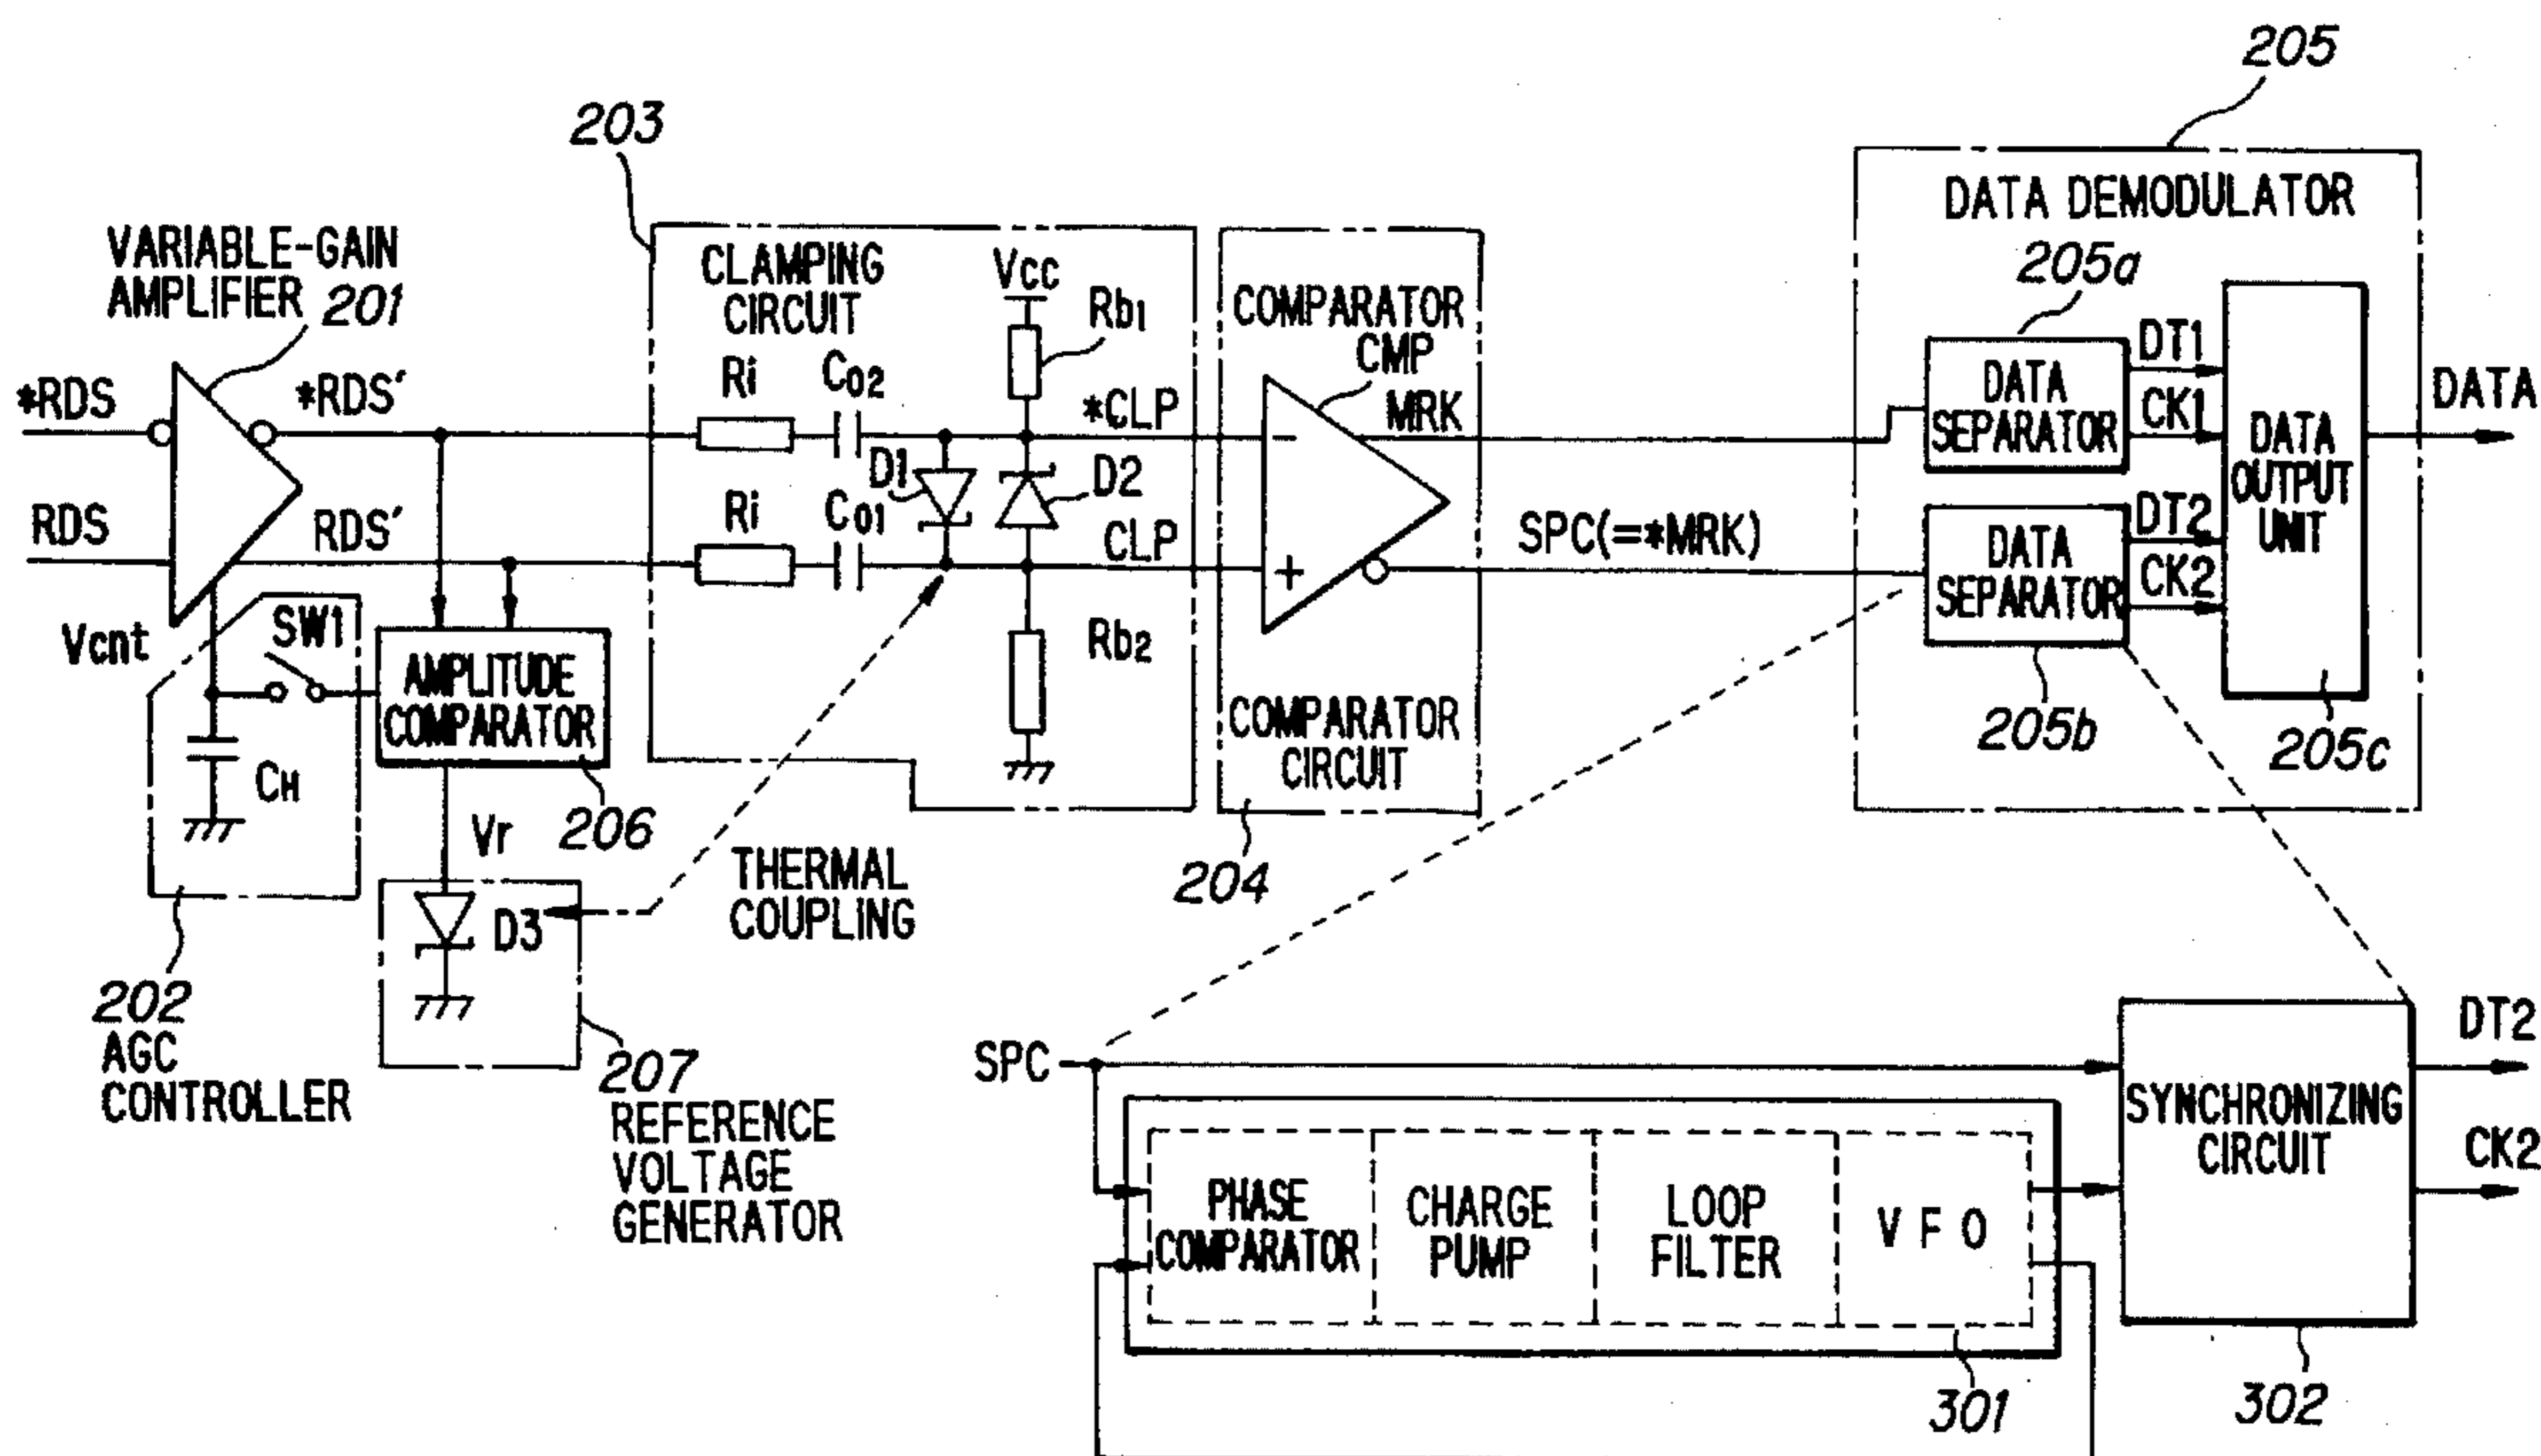 205
203
DATA DEMODULATOR
VARIABLE-GAIN
AMPLIFIER 201
CLAMPING
CIRCUIT
Vcc
Rb1
COMPARATOR
CMP
205a
*RDS
*RDS'
Ri
C02
*CLP
MRK
DATA
SEPARATOR
DT1
CK1
DATA
OUTPUT
UNIT
DATA
D1
D2
RDS
RDS'
Ri
C01
CLP
−
+
SPC(=*MRK)
DATA
SEPARATOR
DT2
CK2
Vcnt
SW1
AMPLITUDE
COMPARATOR
Rb2
COMPARATOR
CIRCUIT
205b
205c
CH
206
Vr
THERMAL
COUPLING
204
D3
202
AGC
CONTROLLER
207
REFERENCE
VOLTAGE
GENERATOR
SPC
SYNCHRONIZING
CIRCUIT
DT2
CK2
PHASE
COMPARATOR
CHARGE
PUMP
LOOP
FILTER
V F O
301
302